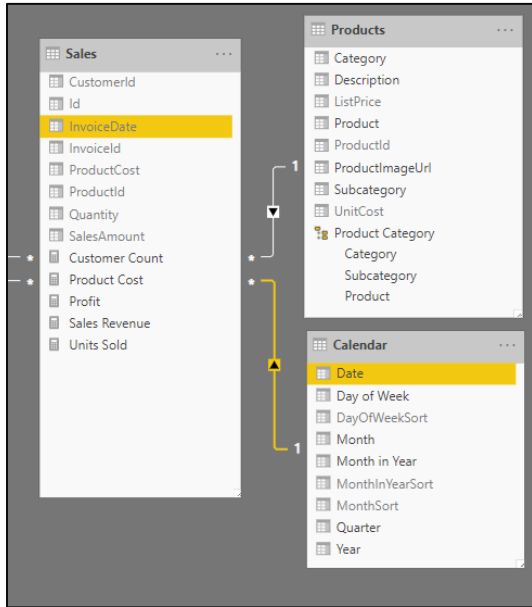 Sales
CustomerId
Id
InvoiceDate
InvoiceId
ProductCost
ProductId
Quantity
SalesAmount
Customer Count
Product Cost
Profit
Sales Revenue
Units Sold
*
*
*
*
1
1
Products
Category
Description
ListPrice
Product
ProductId
ProductImageUrl
Subcategory
UnitCost
Product Category
Category
Subcategory
Product
Calendar
Date
Day of Week
DayOfWeekSort
Month
Month in Year
MonthInYearSort
MonthSort
Quarter
Year